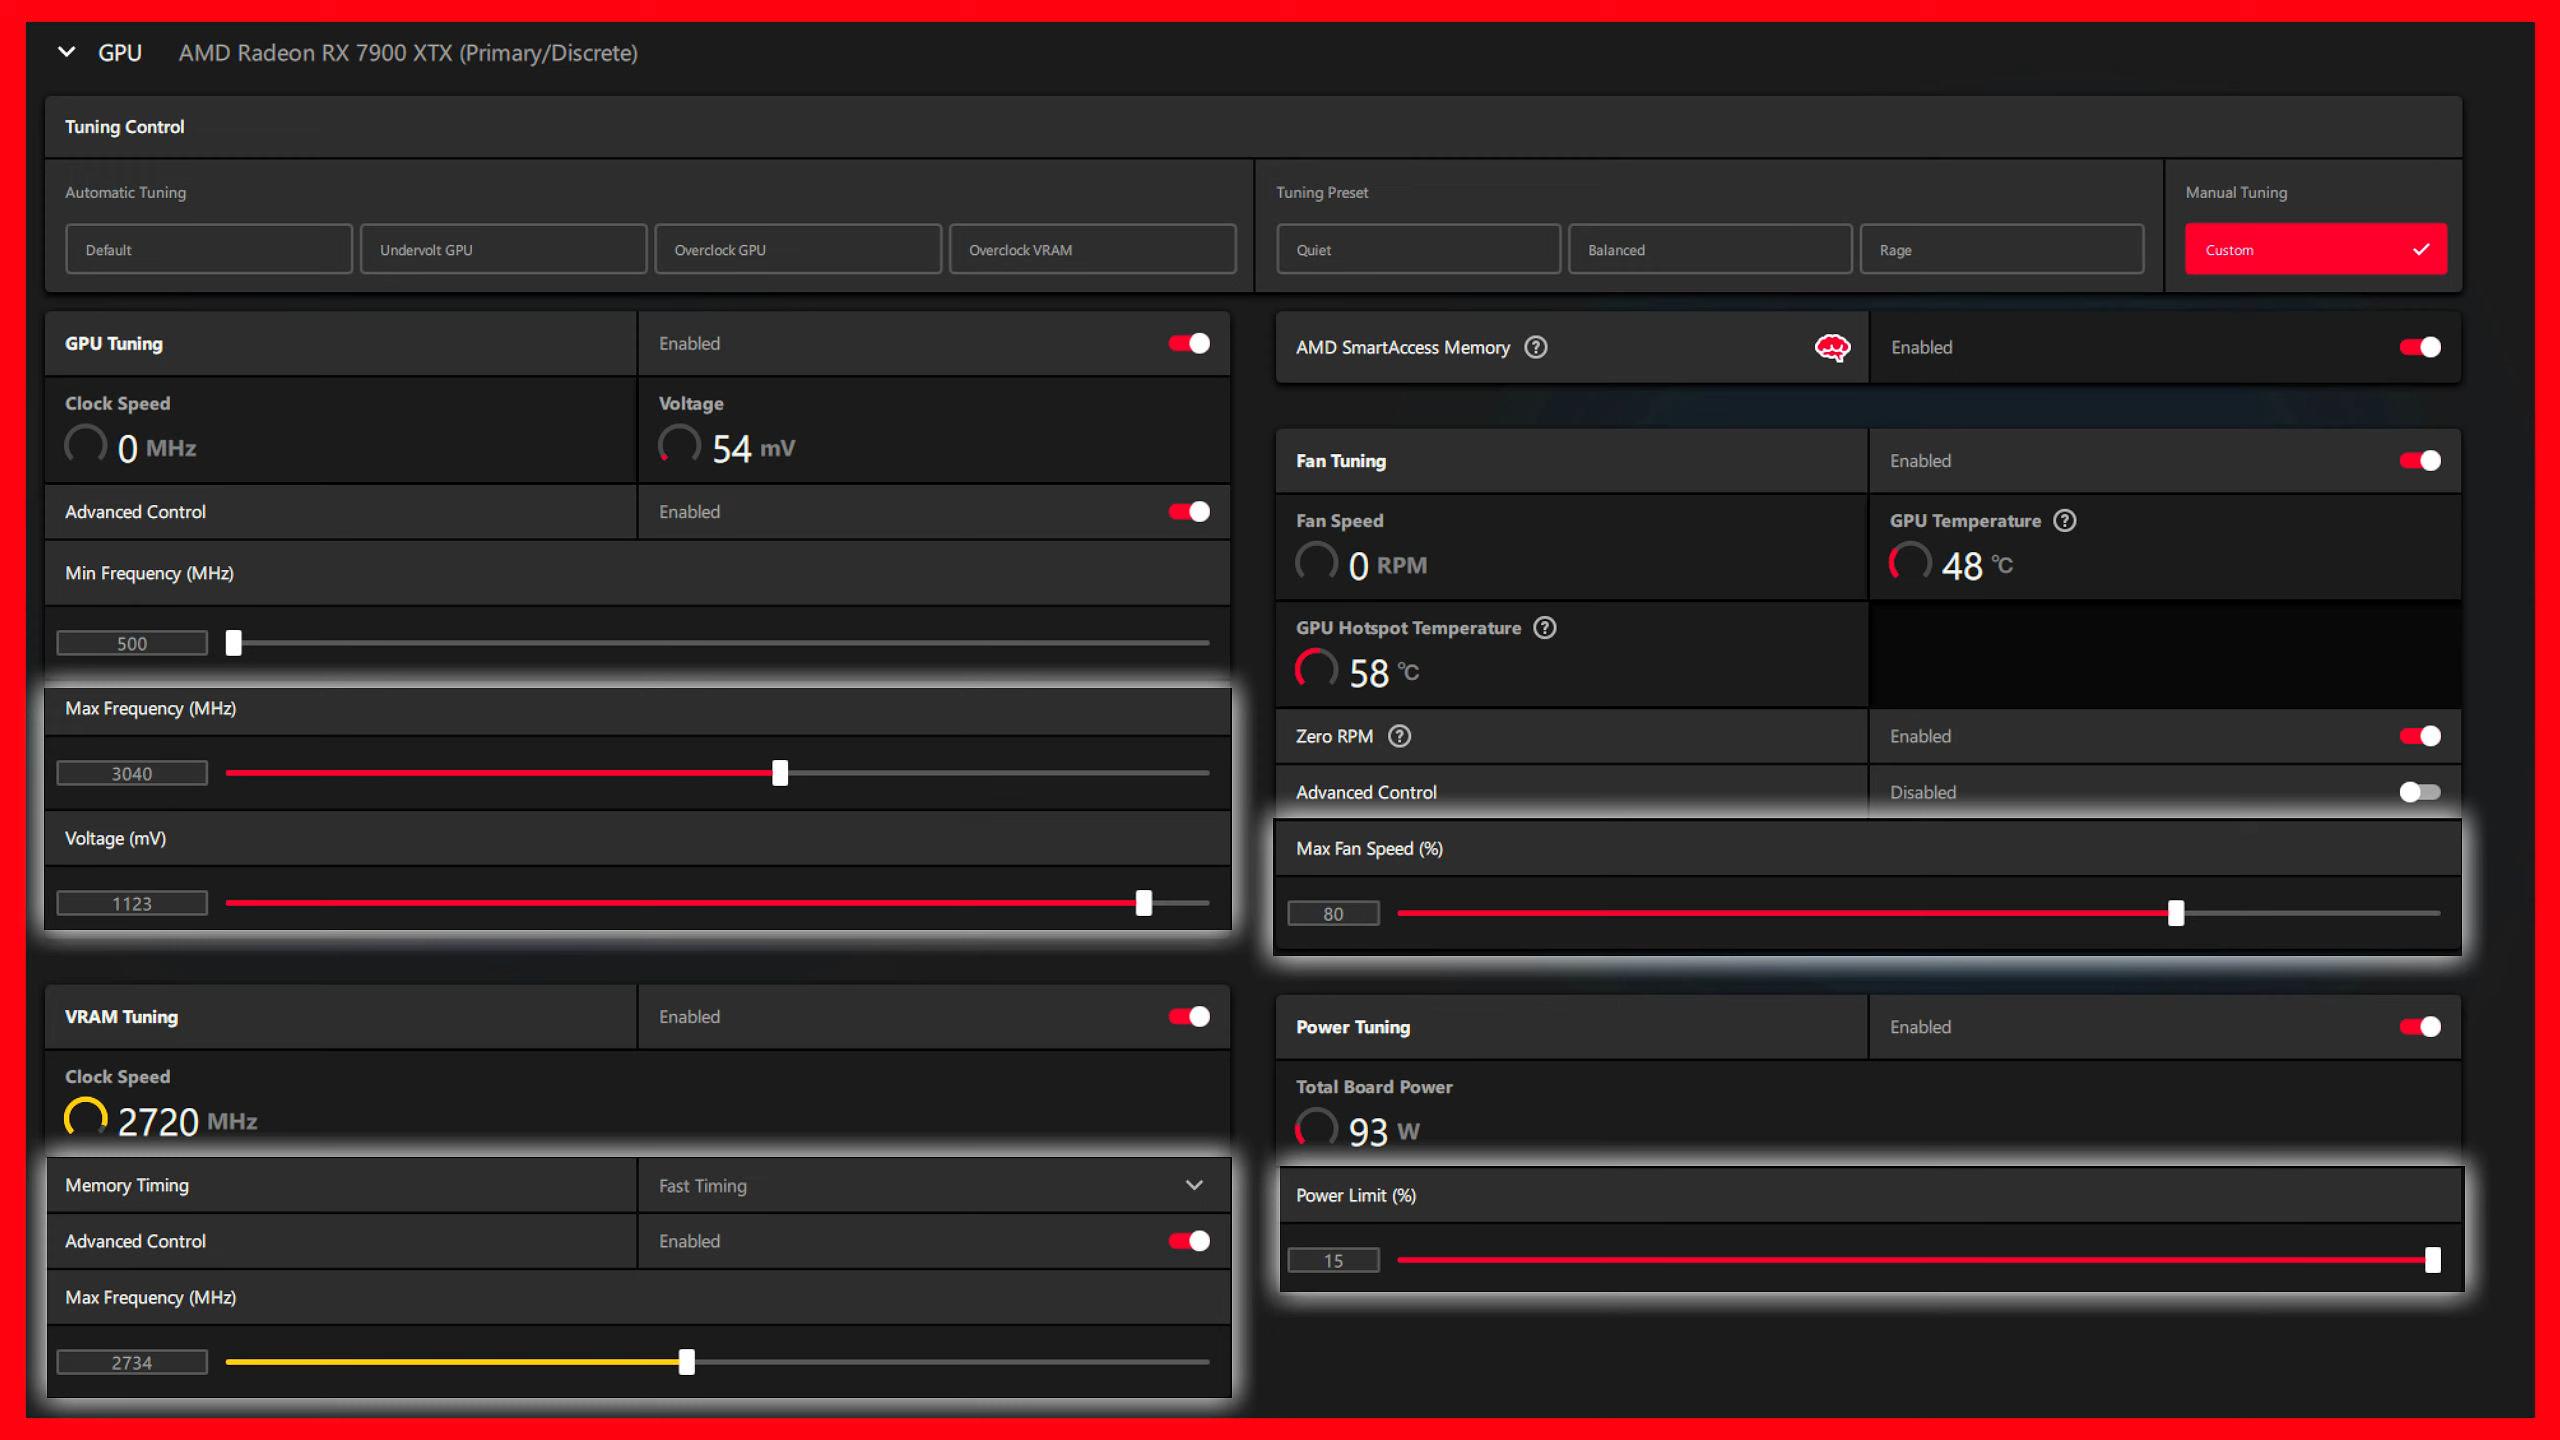 GPU AMD Radeon RX 7900 XTX (Primary/Discrete)
Tuning Control
Automatic Tuning
Default Undervolt GPU Overclock GPU Overclock VRAM
Tuning Preset
Quiet Balanced Rage
Manual Tuning
Custom
GPU Tuning Enabled
Clock Speed Voltage
0 MHz 54 mV
Advanced Control Enabled
Min Frequency (MHz)
500
Max Frequency (MHz)
3040
Voltage (mV)
1123
VRAM Tuning Enabled
Clock Speed
2720 MHz
Memory Timing Fast Timing
Advanced Control Enabled
Max Frequency (MHz)
2734
AMD SmartAccess Memory ? Enabled
Fan Tuning Enabled
Fan Speed GPU Temperature ?
0 RPM 48 °C
GPU Hotspot Temperature ?
58 °C
Zero RPM ? Enabled
Advanced Control Disabled
Max Fan Speed (%)
80
Power Tuning Enabled
Total Board Power
93 W
Power Limit (%)
15